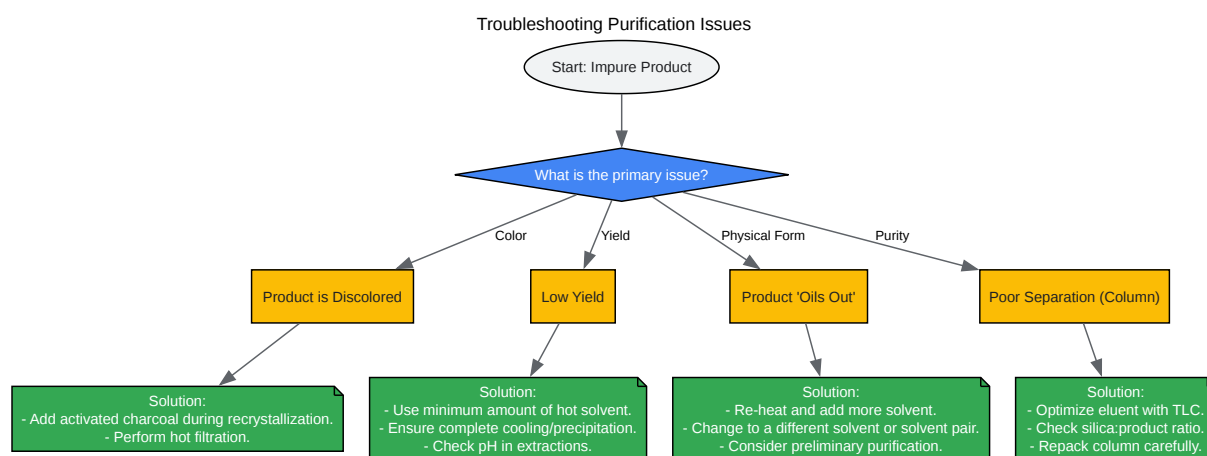 Troubleshooting Purification Issues
Start: Impure Product
What is the primary issue?
Color
Yield
Physical Form
Purity
Product is Discolored
Low Yield
Product 'Oils Out'
Poor Separation (Column)
Solution:
- Add activated charcoal during recrystallization.
- Perform hot filtration.
Solution:
- Use minimum amount of hot solvent.
- Ensure complete cooling/precipitation.
- Check pH in extractions.
Solution:
- Re-heat and add more solvent.
- Change to a different solvent or solvent pair.
- Consider preliminary purification.
Solution:
- Optimize eluent with TLC.
- Check silica:product ratio.
- Repack column carefully.